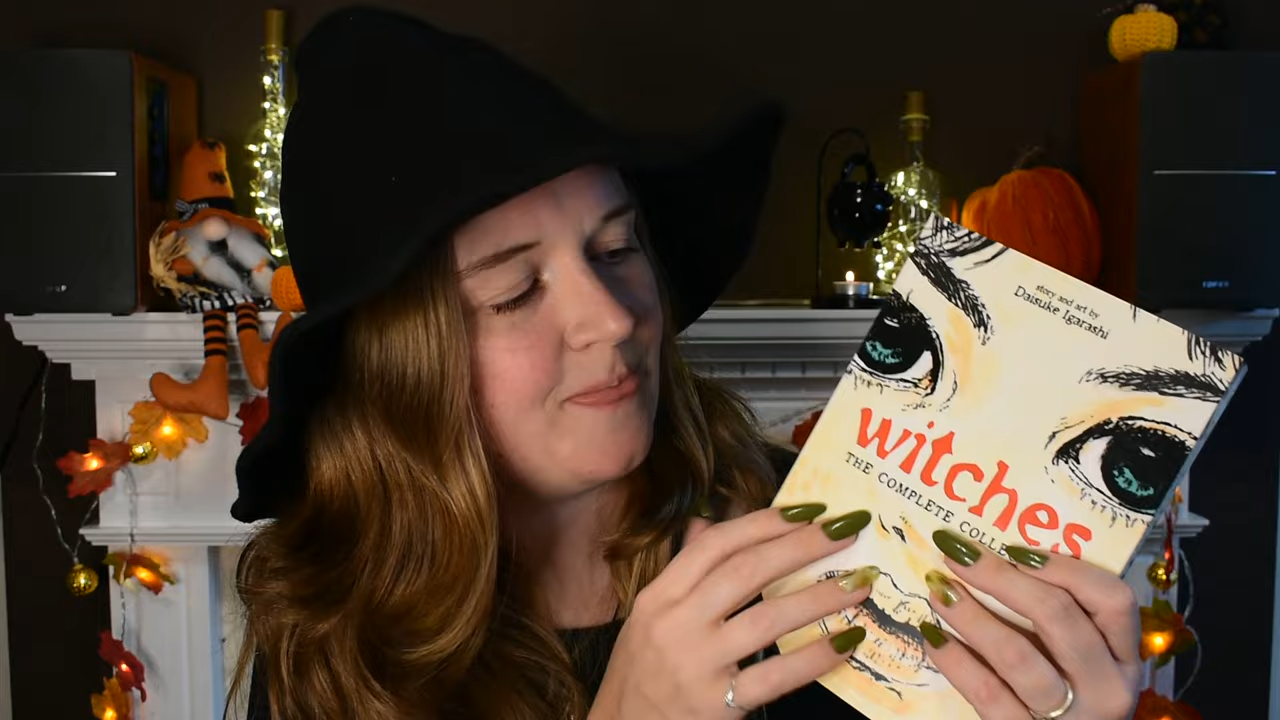 story and art by
Daisuke Igarashi
witches
THE COMPLETE COLLE